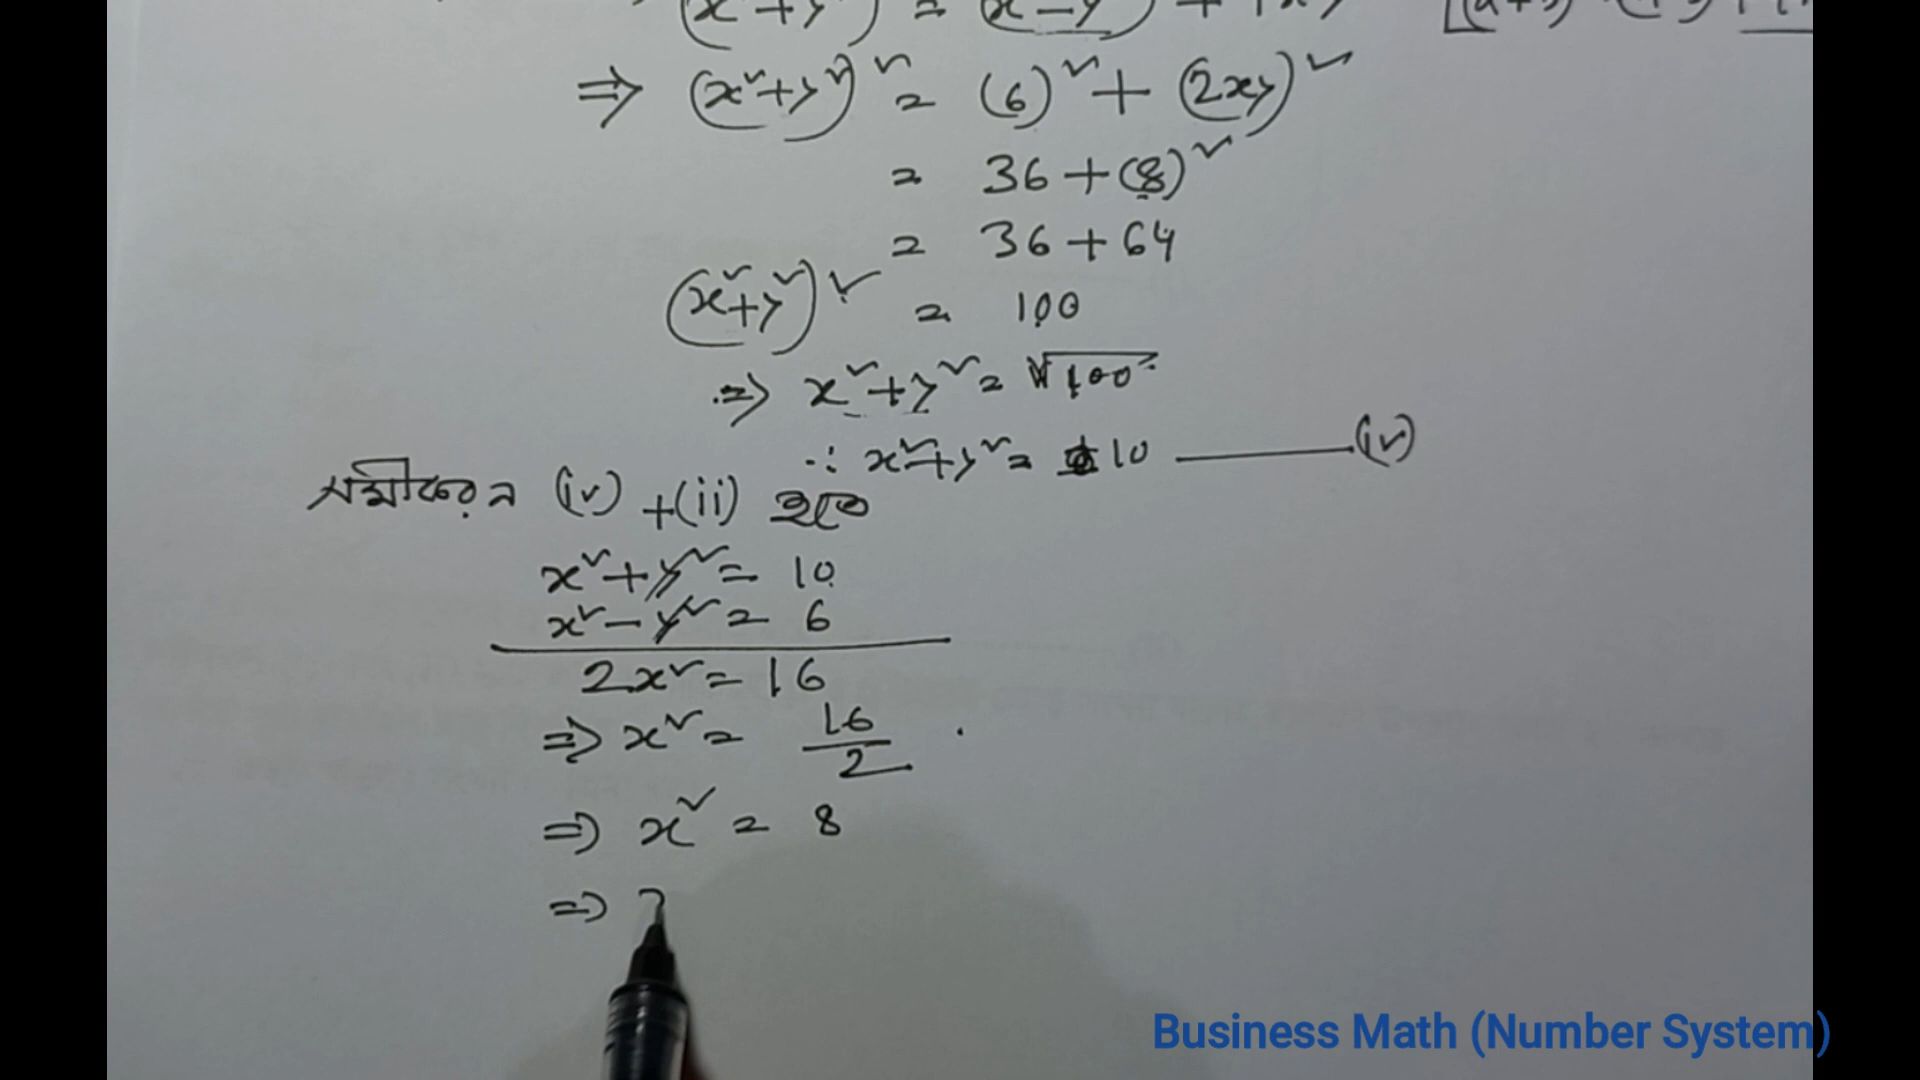 ⇒ (x²+y²)² = (6)² + (2xy)²
= 36 + (8)²
= 36 + 64
(x²+y²)² = 100
⇒ x²+y² = √100
∴ x²+y² = 10 (iv)
সমীকরন (iv) + (ii) হতে
x²+y² = 10
x²-y² = 6
2x² = 16
⇒ x² = 16/2
⇒ x² = 8
⇒
Business Math (Number System)